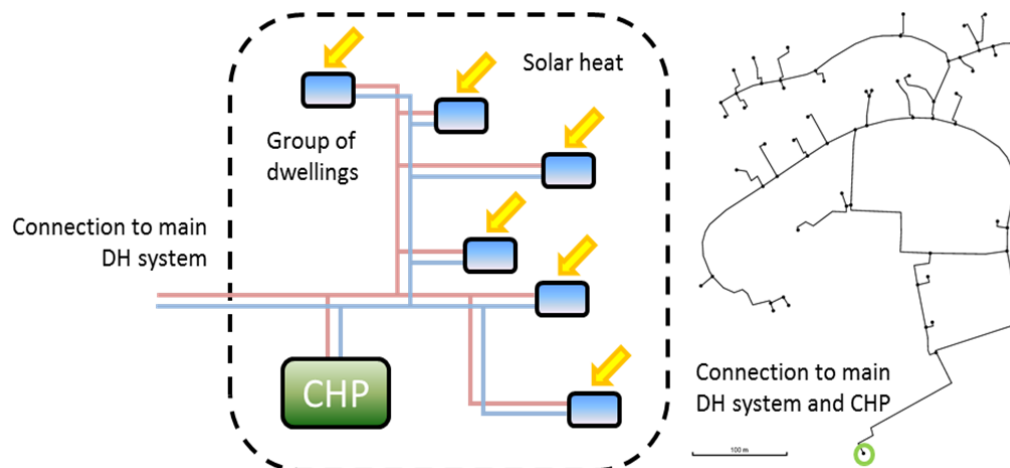 Solar heat
Group of
dwellings
Connection to main
DH system
CHP
Connection to main
DH system and CHP
100 m